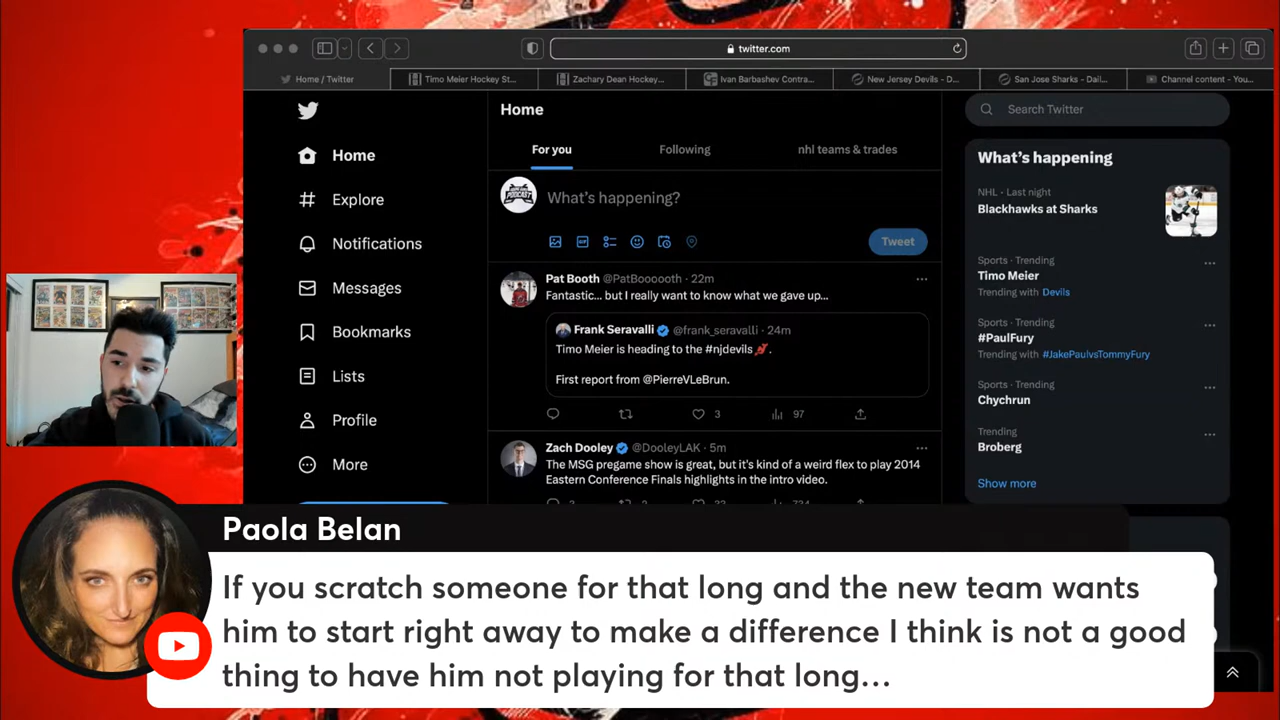 twitter.com
Home / Twitter
Timo Meier Hockey St...
Zachary Dean Hockey...
Ivan Barbashev Contra...
New Jersey Devils - D...
San Jose Sharks - Dail...
Channel content - You...
Home
Explore
Notifications
Messages
Bookmarks
Lists
Profile
More
Home
For you
Following
nhl teams & trades
PODCAST
What's happening?
Tweet
Pat Booth @PatBoooooth · 22m
Fantastic... but I really want to know what we gave up...
Frank Seravalli @frank_seravalli · 24m
Timo Meier is heading to the #njdevils .
First report from @PierreVLeBrun.
3
97
Zach Dooley @DooleyLAK · 5m
The MSG pregame show is great, but it's kind of a weird flex to play 2014
Eastern Conference Finals highlights in the intro video.
Search Twitter
What's happening
NHL · Last night
Blackhawks at Sharks
Sports · Trending
Timo Meier
Trending with Devils
Sports · Trending
#PaulFury
Trending with #JakePaulvsTommyFury
Sports · Trending
Chychrun
Trending
Broberg
Show more
Paola Belan
If you scratch someone for that long and the new team wants
him to start right away to make a difference I think is not a good
thing to have him not playing for that long...